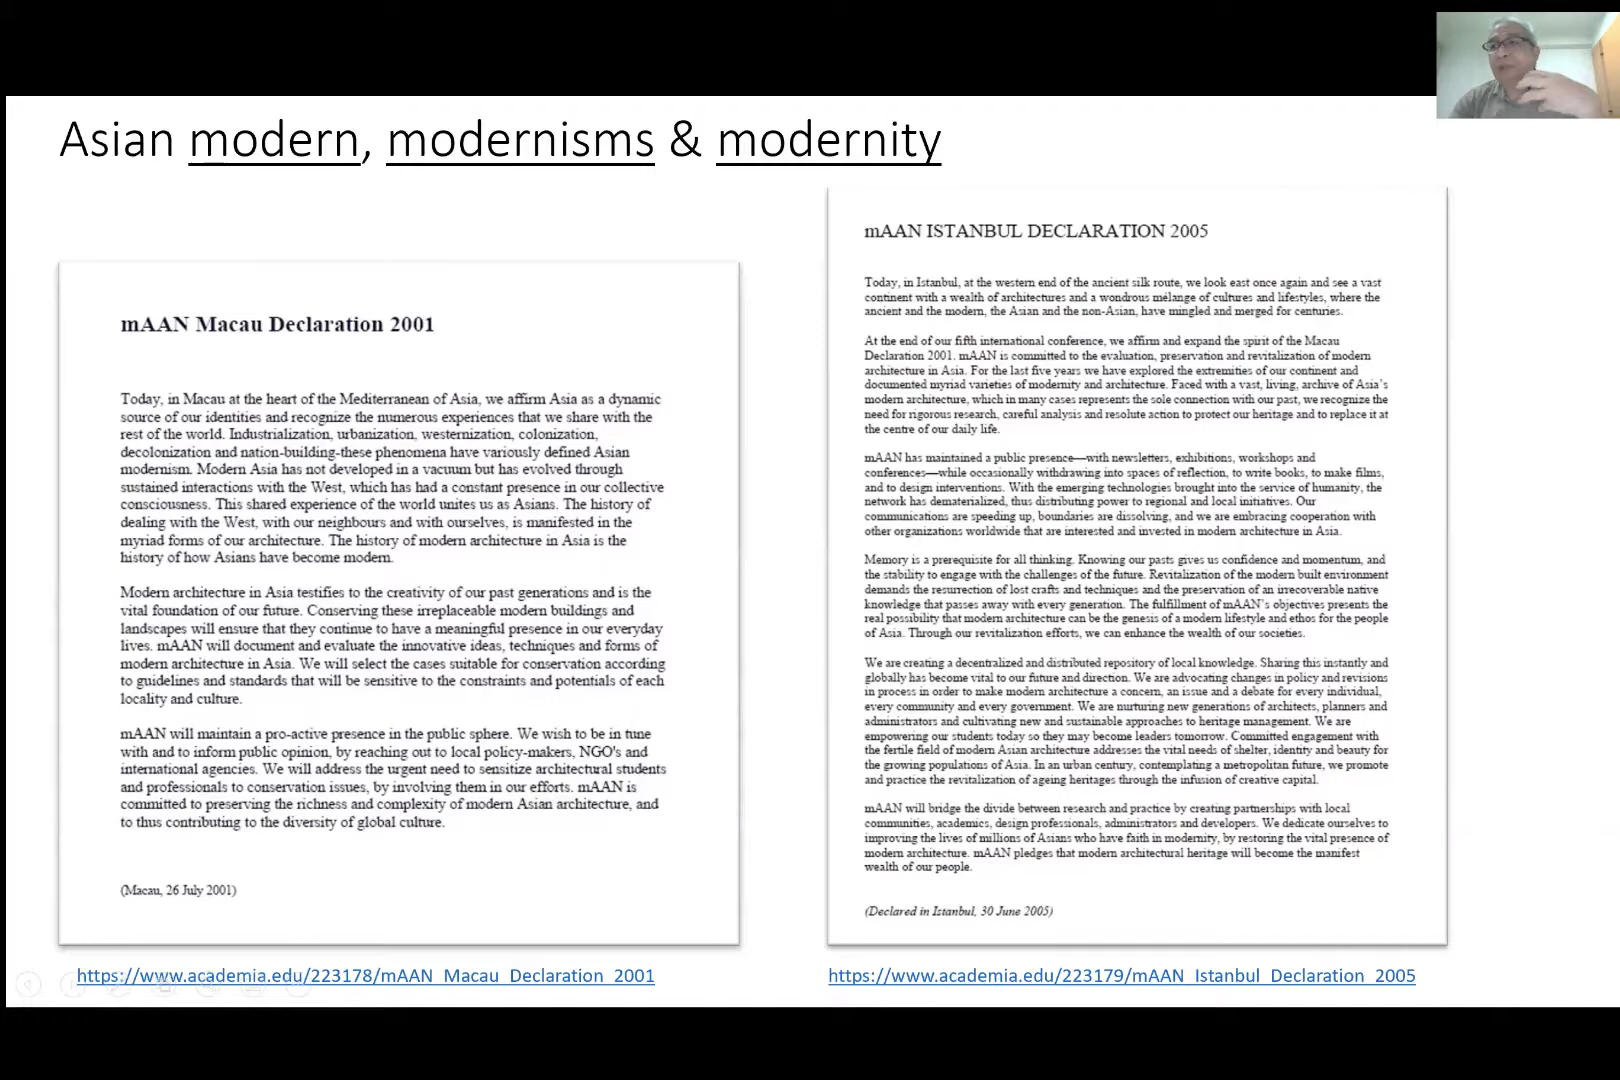 Asian modern, modernisms & modernity
mAAN Macau Declaration 2001
Today, in Macau at the heart of the Mediterranean of Asia, we affirm Asia as a dynamic
source of our identities and recognize the numerous experiences that we share with the
rest of the world. Industrialization, urbanization, westernization, colonization,
decolonization and nation-building-these phenomena have variously defined Asian
modernism. Modern Asia has not developed in a vacuum but has evolved through
sustained interactions with the West, which has had a constant presence in our collective
consciousness. This shared experience of the world unites us as Asians. The history of
dealing with the West, with our neighbours and with ourselves, is manifested in the
myriad forms of our architecture. The history of modern architecture in Asia is the
history of how Asians have become modern.
Modern architecture in Asia testifies to the creativity of our past generations and is the
vital foundation of our future. Conserving these irreplaceable modern buildings and
landscapes will ensure that they continue to have a meaningful presence in our everyday
lives. mAAN will document and evaluate the innovative ideas, techniques and forms of
modern architecture in Asia. We will select the cases suitable for conservation according
to guidelines and standards that will be sensitive to the constraints and potentials of each
locality and culture.
mAAN will maintain a pro-active presence in the public sphere. We wish to be in tune
with and to inform public opinion, by reaching out to local policy-makers, NGO's and
international agencies. We will address the urgent need to sensitize architectural students
and professionals to conservation issues, by involving them in our efforts. mAAN is
committed to preserving the richness and complexity of modern Asian architecture, and
to thus contributing to the diversity of global culture.
(Macau, 26 July 2001)
https://www.academia.edu/223178/mAAN_Macau_Declaration_2001
mAAN ISTANBUL DECLARATION 2005
Today, in Istanbul, at the western end of the ancient silk route, we look east once again and see a vast
continent with a wealth of architectures and a wondrous mélange of cultures and lifestyles, where the
ancient and the modern, the Asian and the non-Asian, have mingled and merged for centuries.
At the end of our fifth international conference, we affirm and expand the spirit of the Macau
Declaration 2001. mAAN is committed to the evaluation, preservation and revitalization of modern
architecture in Asia. For the last five years we have explored the extremities of our continent and
documented myriad varieties of modernity and architecture. Faced with a vast, living, archive of Asia's
modern architecture, which in many cases represents the sole connection with our past, we recognize the
need for rigorous research, careful analysis and resolute action to protect our heritage and to replace it at
the centre of our daily life.
mAAN has maintained a public presence—with newsletters, exhibitions, workshops and
conferences—while occasionally withdrawing into spaces of reflection, to write books, to make films,
and to design interventions. With the emerging technologies brought into the service of humanity, the
network has dematerialized, thus distributing power to regional and local initiatives. Our
communications are speeding up, boundaries are dissolving, and we are embracing cooperation with
other organizations worldwide that are interested and invested in modern architecture in Asia.
Memory is a prerequisite for all thinking. Knowing our pasts gives us confidence and momentum, and
the stability to engage with the challenges of the future. Revitalization of the modern built environment
demands the resurrection of lost crafts and techniques and the preservation of an irrecoverable native
knowledge that passes away with every generation. The fulfillment of mAAN's objectives presents the
real possibility that modern architecture can be the genesis of a modern lifestyle and ethos for the people
of Asia. Through our revitalization efforts, we can enhance the wealth of our societies.
We are creating a decentralized and distributed repository of local knowledge. Sharing this instantly and
globally has become vital to our future and direction. We are advocating changes in policy and revisions
in process in order to make modern architecture a concern, an issue and a debate for every individual,
every community and every government. We are nurturing new generations of architects, planners and
administrators and cultivating new and sustainable approaches to heritage management. We are
empowering our students today so they may become leaders tomorrow. Committed engagement with
the fertile field of modern Asian architecture addresses the vital needs of shelter, identity and beauty for
the growing populations of Asia. In an urban century, contemplating a metropolitan future, we promote
and practice the revitalization of ageing heritages through the infusion of creative capital.
mAAN will bridge the divide between research and practice by creating partnerships with local
communities, academics, design professionals, administrators and developers. We dedicate ourselves to
improving the lives of millions of Asians who have faith in modernity, by restoring the vital presence of
modern architecture. mAAN pledges that modern architectural heritage will become the manifest
wealth of our people.
(Declared in Istanbul, 30 June 2005)
https://www.academia.edu/223179/mAAN_Istanbul_Declaration_2005